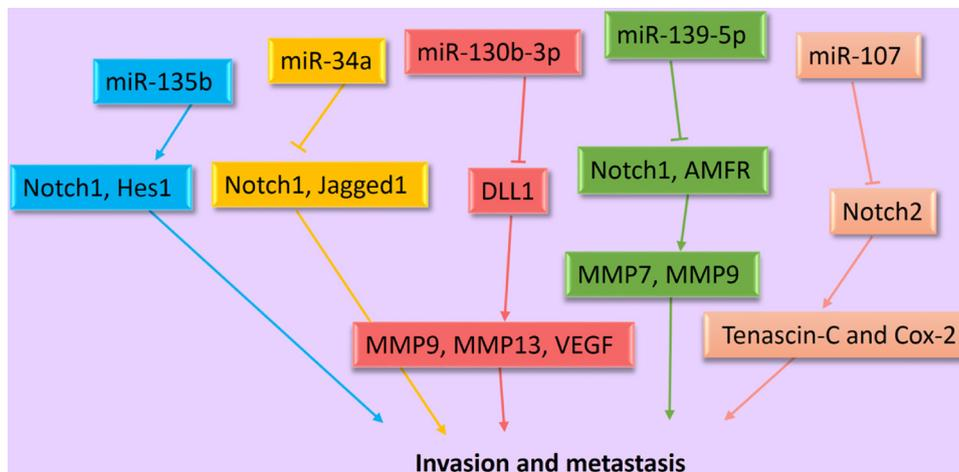 miR-135b
miR-34a
miR-130b-3p
miR-139-5p
miR-107
Notch1, Hes1
Notch1, Jagged1
DLL1
Notch1, AMFR
Notch2
MMP7, MMP9
MMP9, MMP13, VEGF
Tenascin-C and Cox-2
Invasion and metastasis